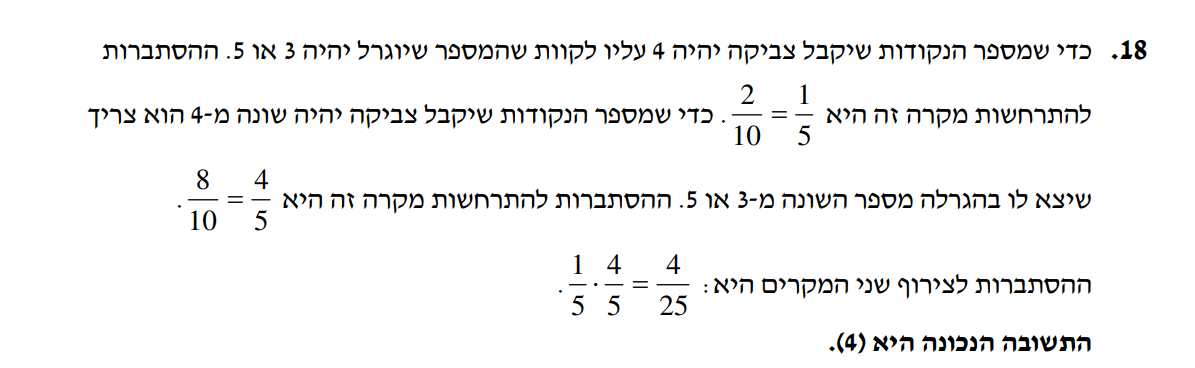 18. כדי שמספר הנקודות שיקבל צביקה יהיה 4 עליו לקוות שהמספר שיוגרל יהיה 3 או 5. ההסתברות
להתרחשות מקרה זה היא 2/10 = 1/5. כדי שמספר הנקודות שיקבל צביקה יהיה שונה מ-4 הוא צריך
שיצא לו בהגרלה מספר השונה מ-3 או 5. ההסתברות להתרחשות מקרה זה היא 8/10 = 4/5.
ההסתברות לצירוף שני המקרים היא: 1/5 · 4/5 = 4/25.
התשובה הנכונה היא (4).